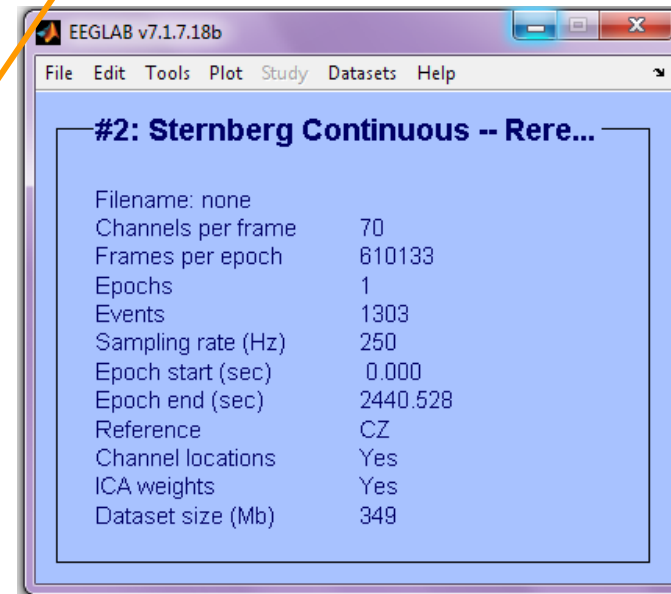 EEGLAB v7.1.7.18b
File Edit Tools Plot Study Datasets Help
#2: Sternberg Continuous -- Rere...
Filename: none
Channels per frame 70
Frames per epoch 610133
Epochs 1
Events 1303
Sampling rate (Hz) 250
Epoch start (sec) 0.000
Epoch end (sec) 2440.528
Reference CZ
Channel locations Yes
ICA weights Yes
Dataset size (Mb) 349